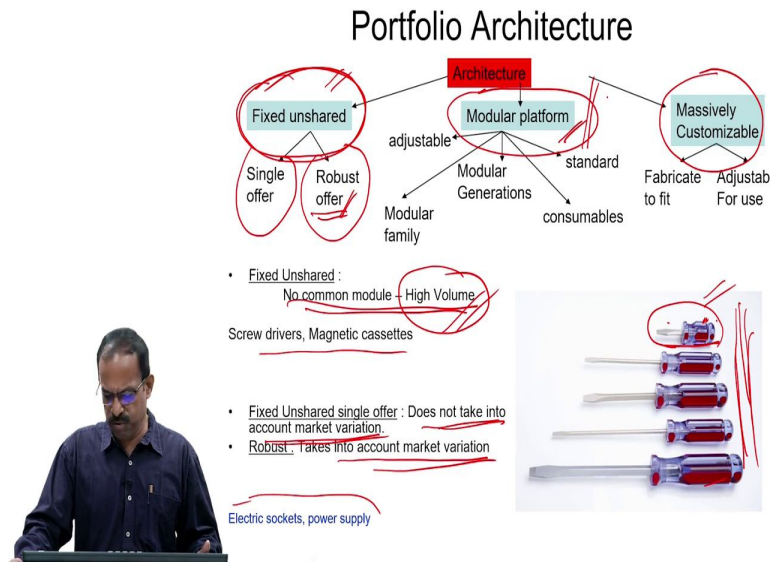 Portfolio Architecture
Architecture
Fixed unshared
Modular platform
Massively
Customizable
adjustable
standard
Single
offer
Robust
offer
Modular
Generations
Fabricate
to fit
Adjustab
For use
Modular
family
consumables
• Fixed Unshared :
No common module – High Volume
Screw drivers, Magnetic cassettes
• Fixed Unshared single offer : Does not take into
account market variation.
• Robust : Takes into account market variation
Electric sockets, power supply